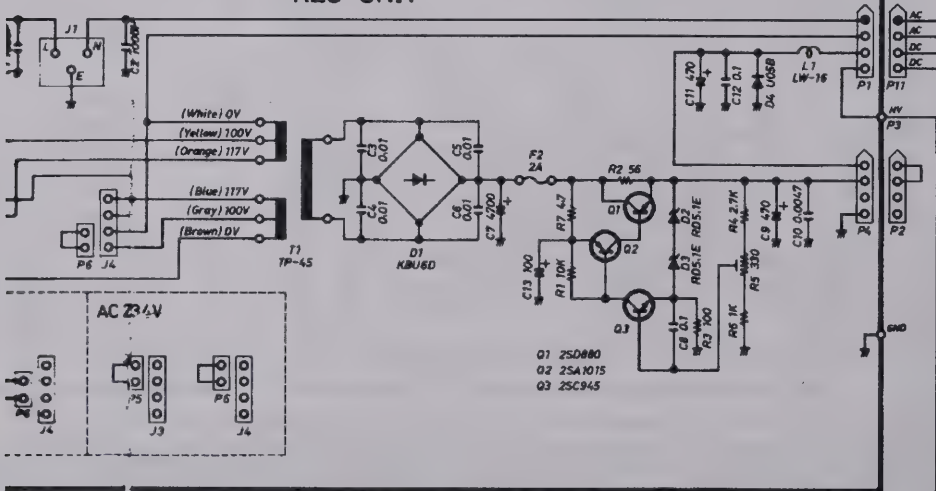 J1
L
N
E
C2 100BP
(White) 0V
(Yellow) 100V
(Orange) 117V
(Blue) 117V
(Gray) 100V
(Brown) 0V
P6
J4
T1
TP-45
C3
0.01
C4
0.01
C5
0.01
C6
0.01
C7 4700
D1
KBU6D
F2
2A
R2 56
Q1
R7 47
Q2
C13 100
R1 10K
Q3
D2
RD5.1E
D3
RD5.1E
C8 0.1
R3 100
R4 2.7K
R5 330
R6 1K
C9 470
C10 0.0047
C11 470
C12 0.1
D4 U05B
L1
LW-16
P1
P11
AC
AC
DC
DC
HV
P3
P4
P2
GND
Q1 2SD880
Q2 2SA1015
Q3 2SC945
AC 234V
J4
P5
J3
P6
J4